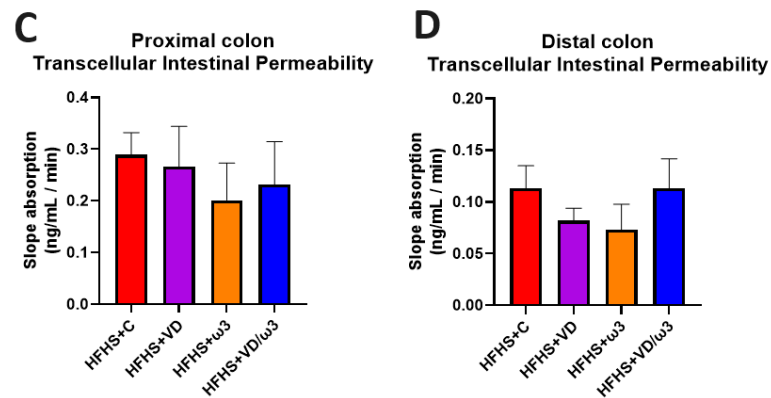 C
Proximal colon
Transcellular Intestinal Permeability
Slope absorption
(ng/mL / min)
0.4
0.3
0.2
0.1
0.0
HFHS+C
HFHS+VD
HFHS+ω3
HFHS+VD/ω3
D
Distal colon
Transcellular Intestinal Permeability
Slope absorption
(ng/mL / min)
0.20
0.15
0.10
0.05
0.00
HFHS+C
HFHS+VD
HFHS+ω3
HFHS+VD/ω3